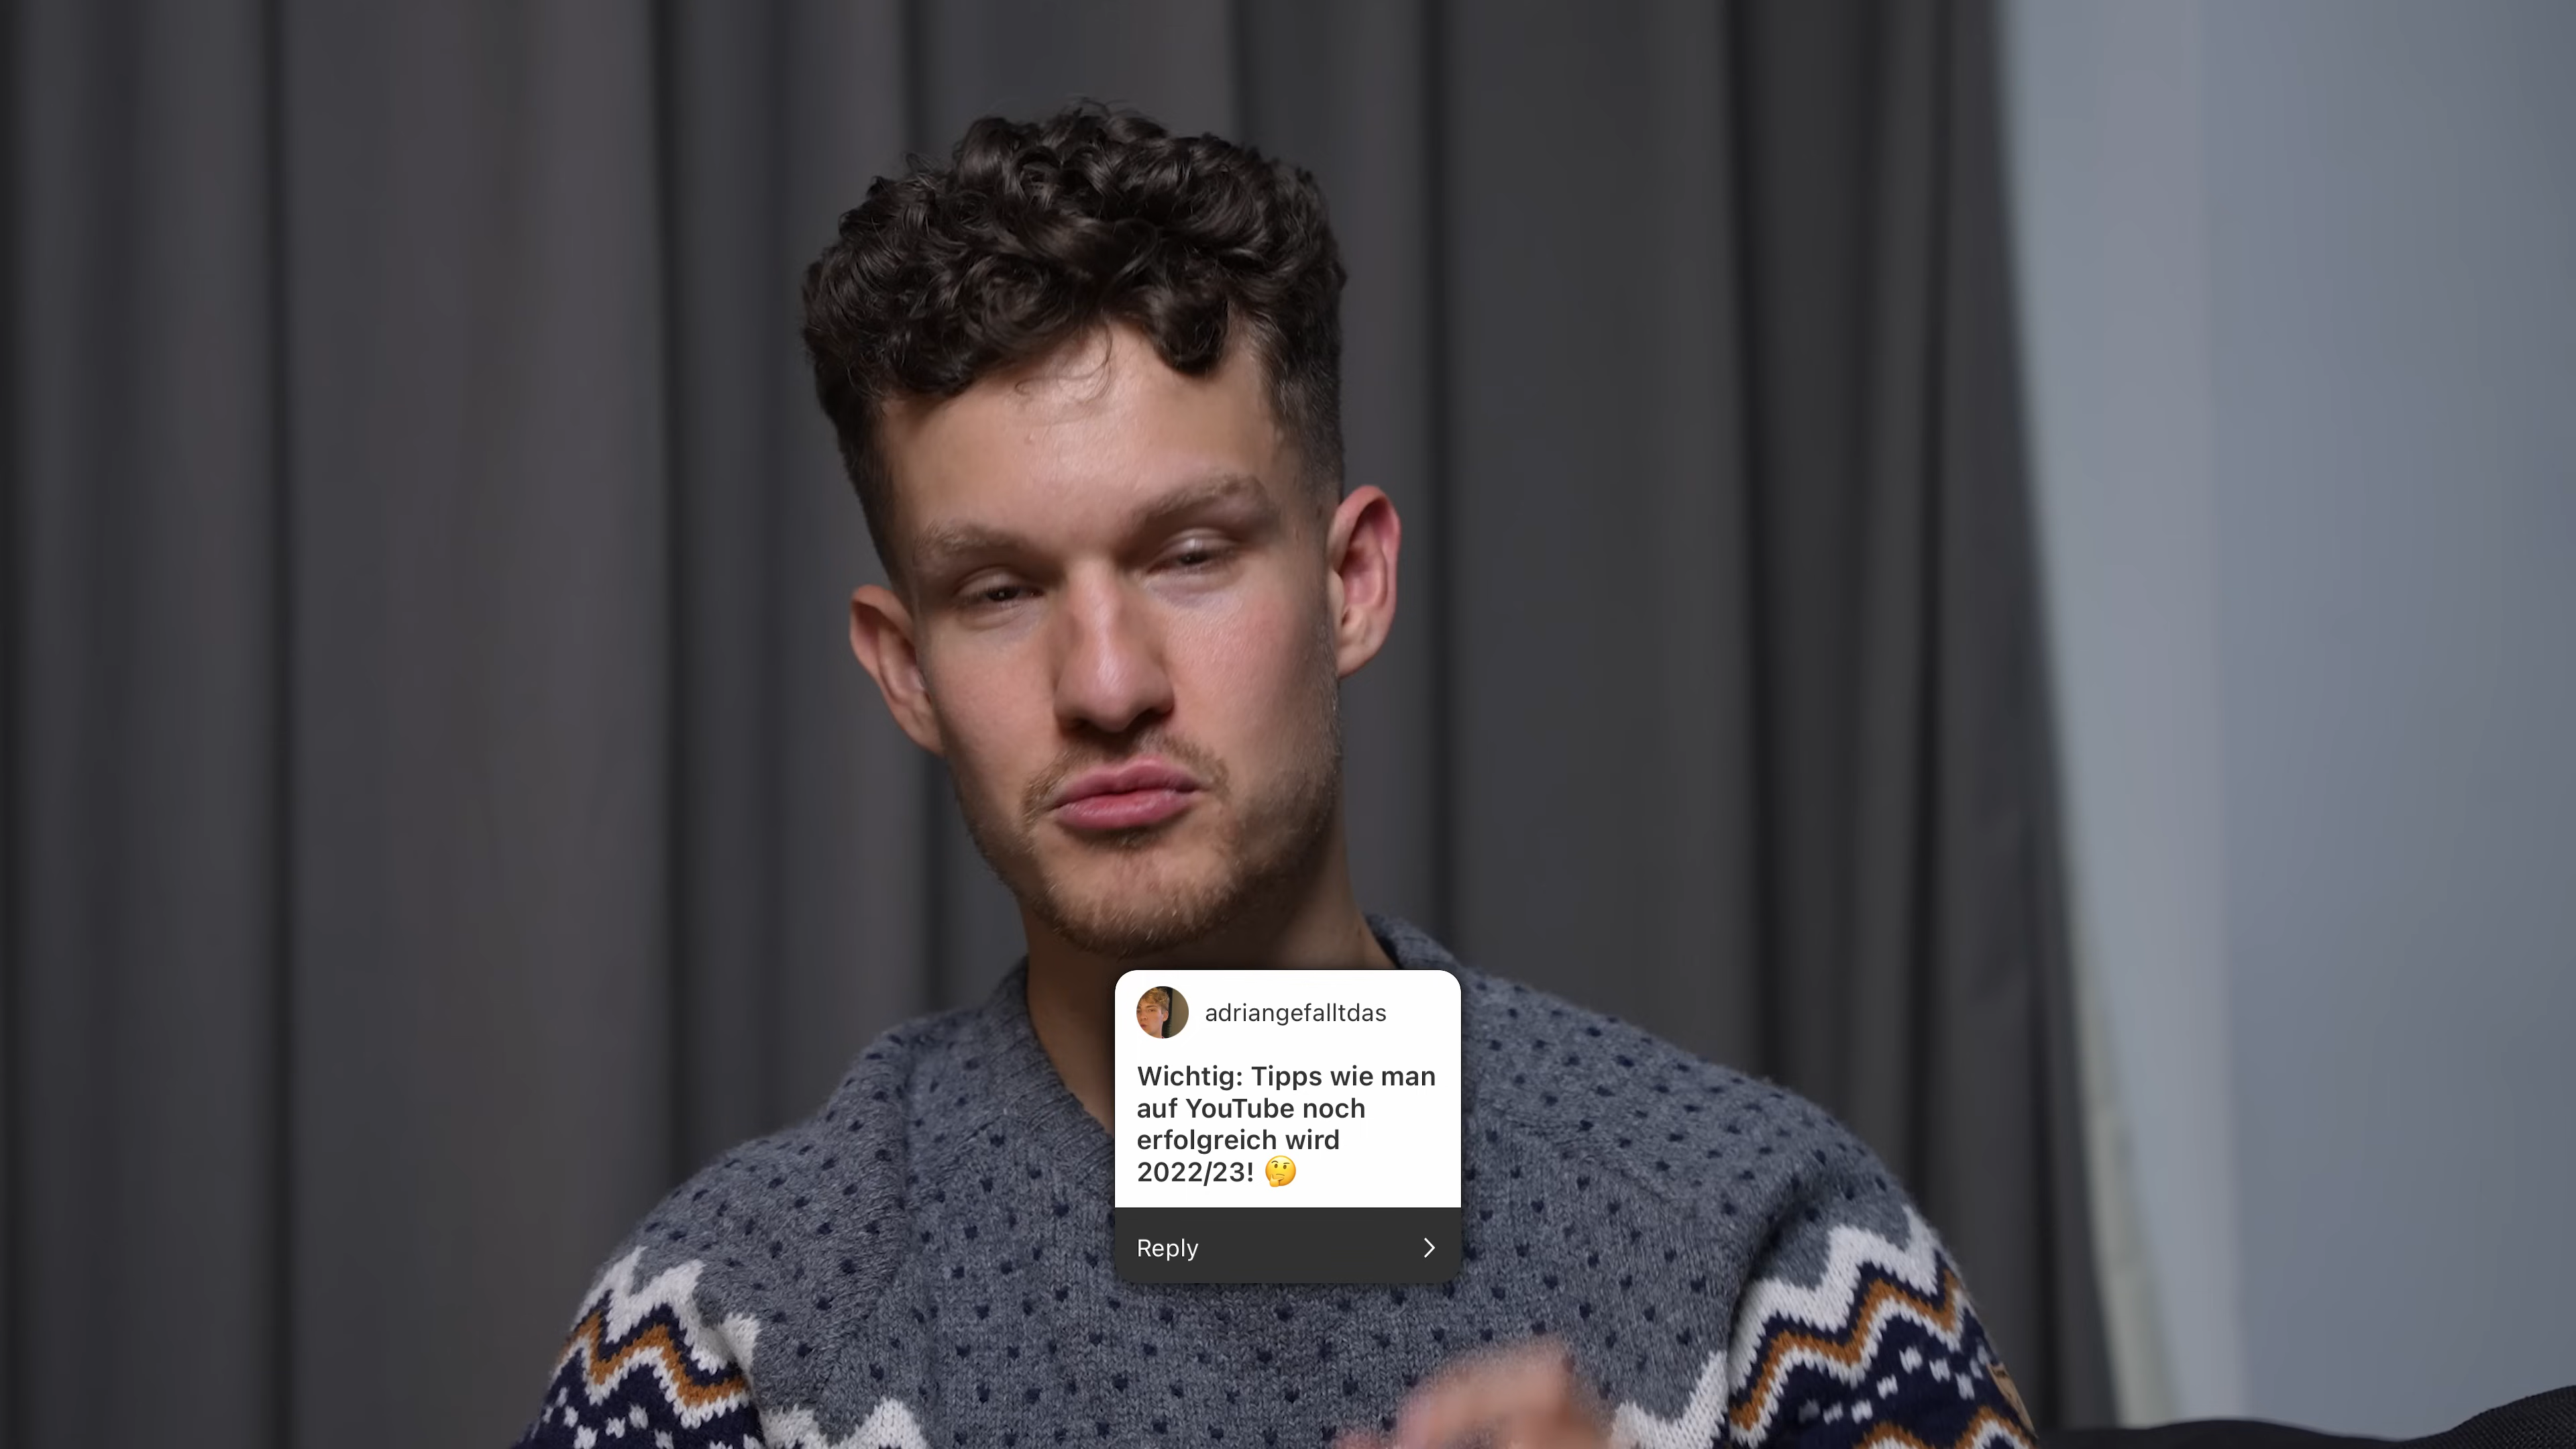 adriangefalltdas
Wichtig: Tipps wie man
auf YouTube noch
erfolgreich wird
2022/23! 🤔
Reply